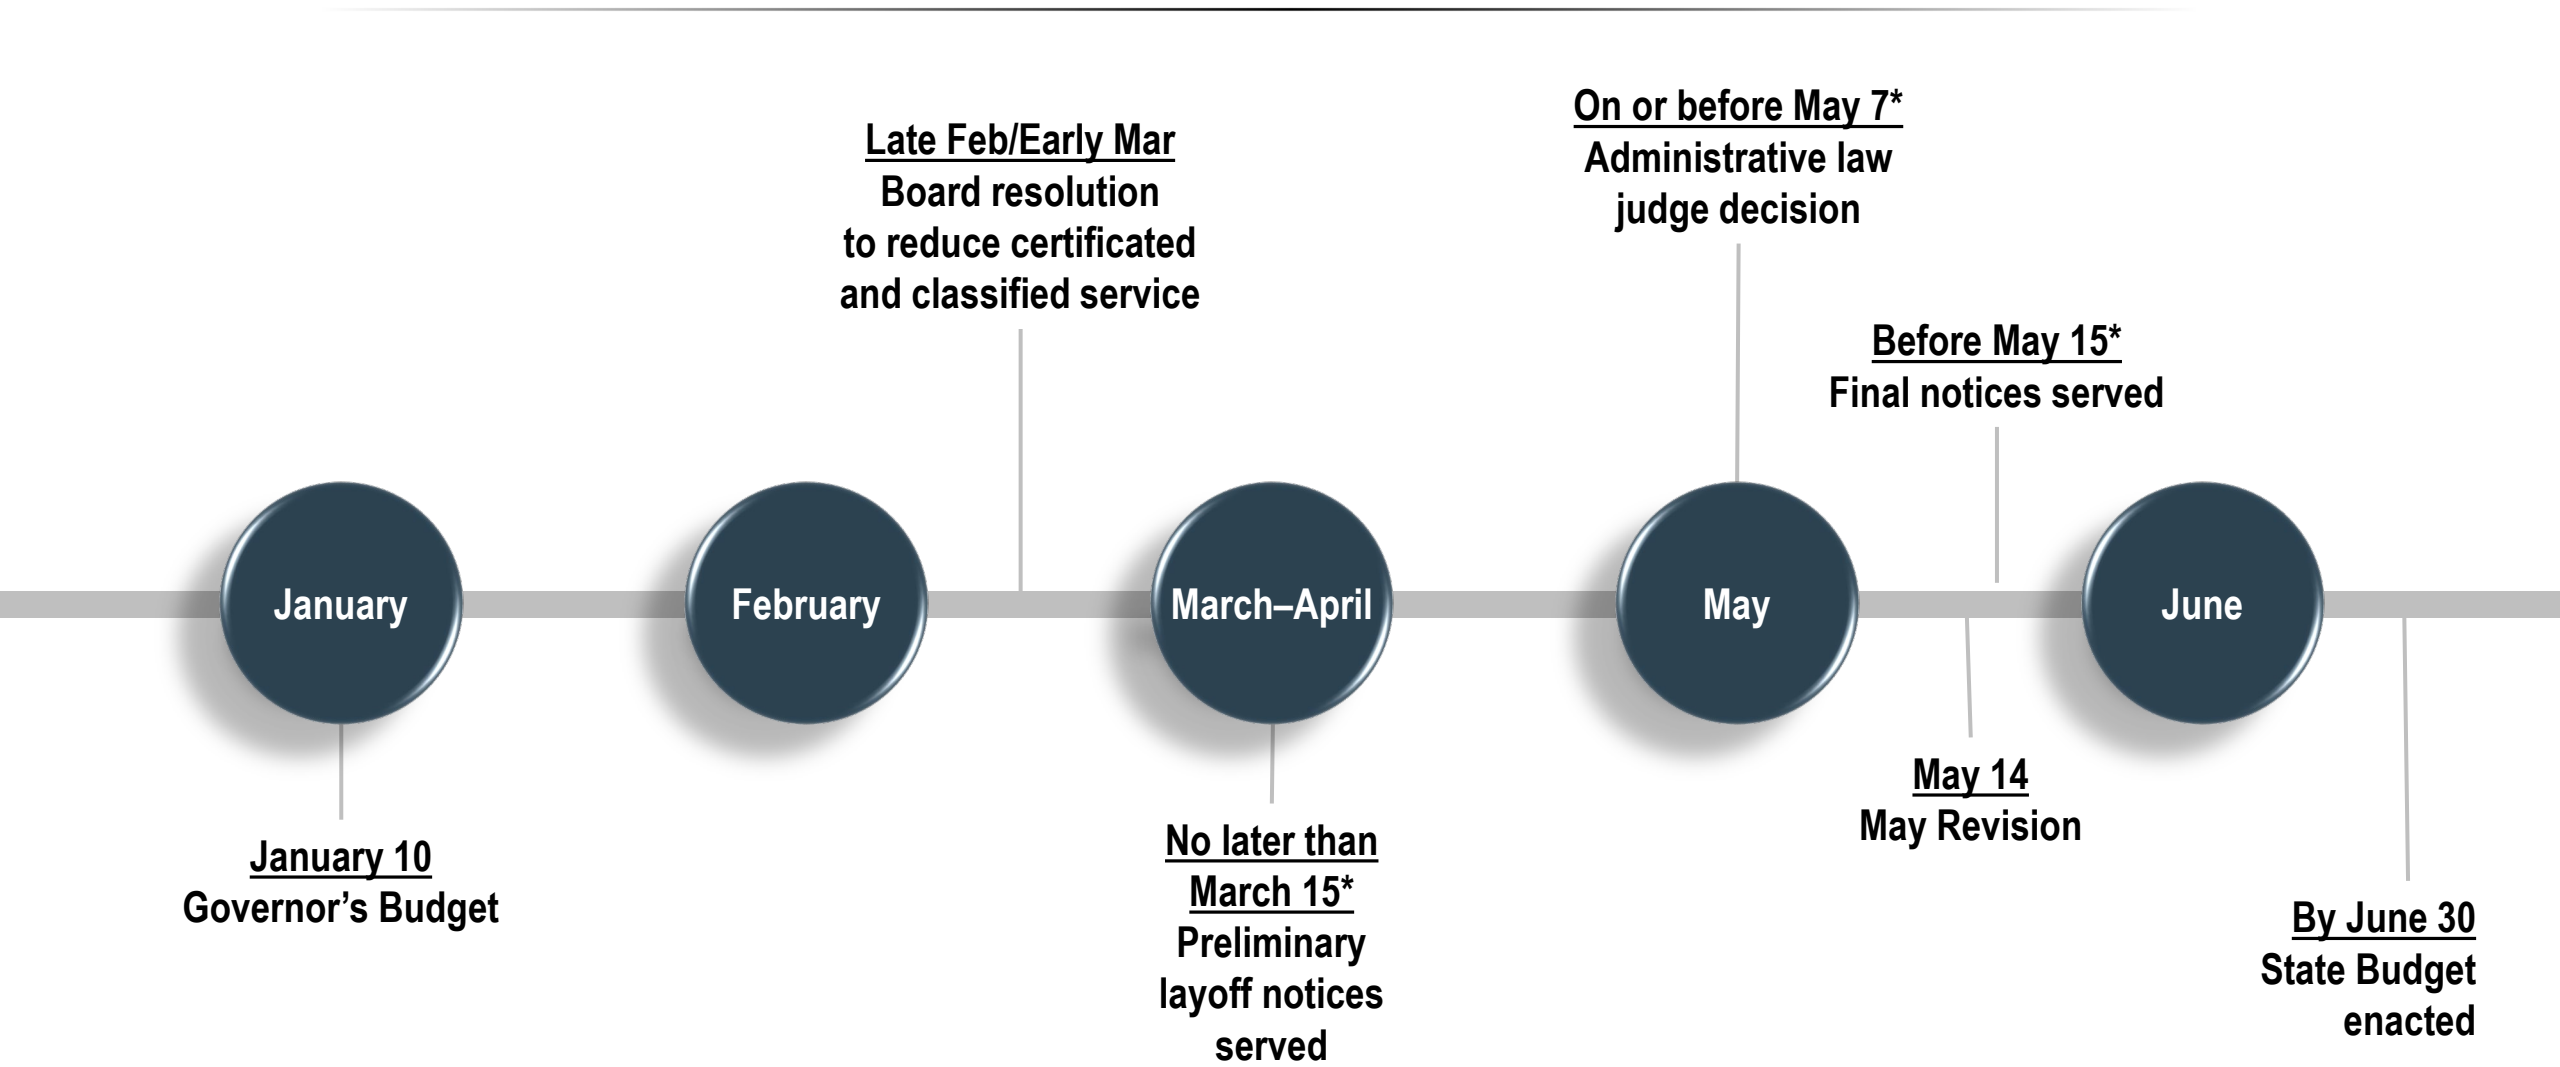 On or before May 7*
Administrative law
judge decision
Late Feb/Early Mar
Board resolution
to reduce certificated
and classified service
Before May 15*
Final notices served
January
February
March–April
May
June
January 10
Governor’s Budget
No later than
March 15*
Preliminary
layoff notices
served
May 14
May Revision
By June 30
State Budget
enacted